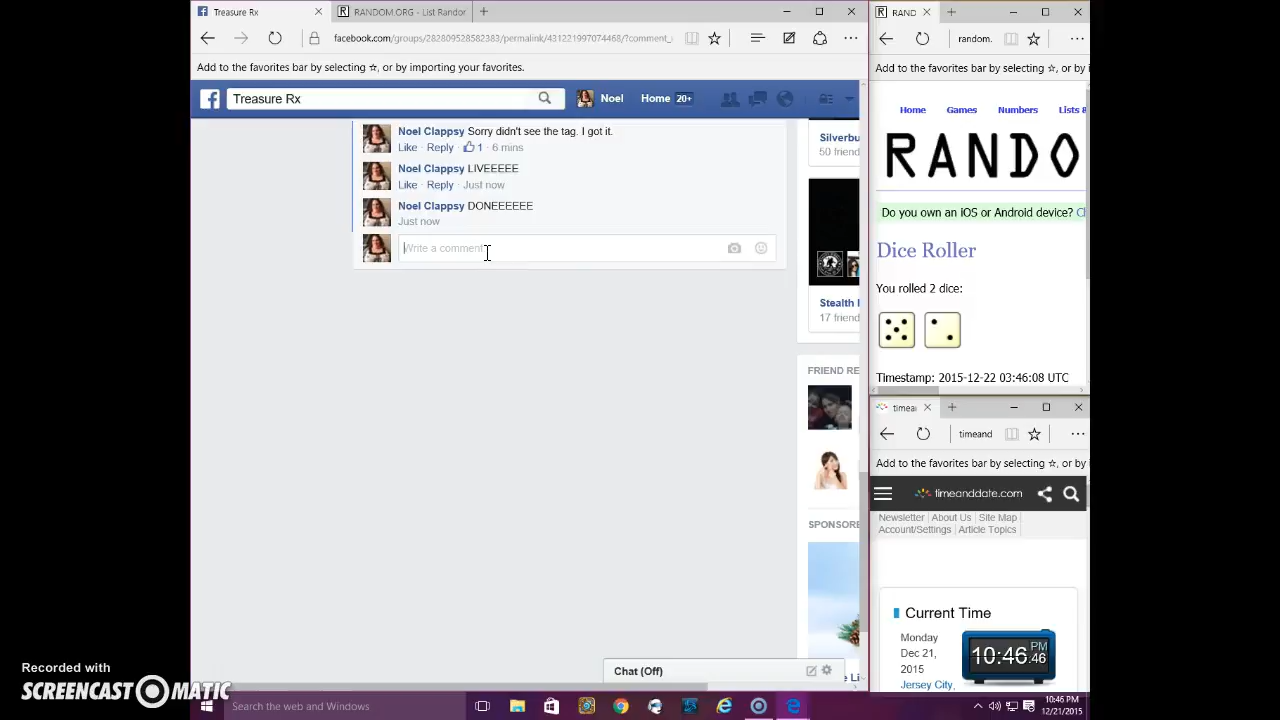 Treasure Rx
RANDOM.ORG - List Randor
facebook.com/groups/282809528582383/permalink/431221997074468/?comment_
Add to the favorites bar by selecting ☆, or by importing your favorites.
Treasure Rx
Noel
Home 20+
Noel Clappsy Sorry didn't see the tag. I got it.
Like · Reply · 1 · 6 mins
Noel Clappsy LIVEEEEE
Like · Reply · Just now
Noel Clappsy DONEEEEEE
Just now
Write a comment
Silverbu
50 friend
Stealth
17 friend
FRIEND RE
SPONSORE
Chat (Off)
RAND
random.
Add to the favorites bar by selecting ☆, or by i
Home Games Numbers Lists &
RANDO
Do you own an iOS or Android device?
Dice Roller
You rolled 2 dice:
Timestamp: 2015-12-22 03:46:08 UTC
timea
timeand
Add to the favorites bar by selecting ☆, or by i
timeanddate.com
Newsletter About Us Site Map
Account/Settings Article Topics
Current Time
Monday
Dec 21,
2015
Jersey City,
10:46 PM 46
Recorded with
SCREENCAST MATIC
Search the web and Windows
10:46 PM
12/21/2015